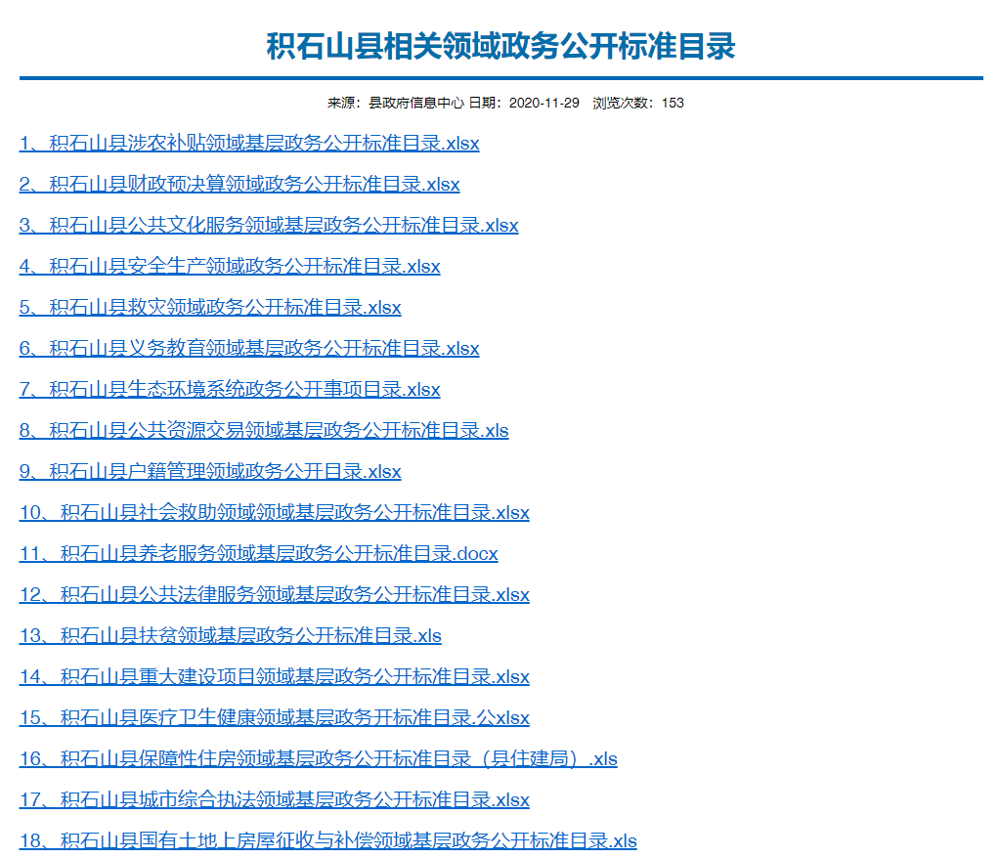 积石山县相关领域政务公开标准目录
来源：县政府信息中心 日期：2020-11-29 浏览次数：153
1、积石山县涉农补贴领域基层政务公开标准目录.xlsx
2、积石山县财政预决算领域政务公开标准目录.xlsx
3、积石山县公共文化服务领域基层政务公开标准目录.xlsx
4、积石山县安全生产领域政务公开标准目录.xlsx
5、积石山县救灾领域政务公开标准目录.xlsx
6、积石山县义务教育领域基层政务公开标准目录.xlsx
7、积石山县生态环境系统政务公开事项目录.xlsx
8、积石山县公共资源交易领域基层政务公开标准目录.xls
9、积石山县户籍管理领域政务公开目录.xlsx
10、积石山县社会救助领域领域基层政务公开标准目录.xlsx
11、积石山县养老服务领域基层政务公开标准目录.docx
12、积石山县公共法律服务领域基层政务公开标准目录.xlsx
13、积石山县扶贫领域基层政务公开标准目录.xls
14、积石山县重大建设项目领域基层政务公开标准目录.xlsx
15、积石山县医疗卫生健康领域基层政务开标准目录.公xlsx
16、积石山县保障性住房领域基层政务公开标准目录（县住建局）.xls
17、积石山县城市综合执法领域基层政务公开标准目录.xlsx
18、积石山县国有土地上房屋征收与补偿领域基层政务公开标准目录.xls